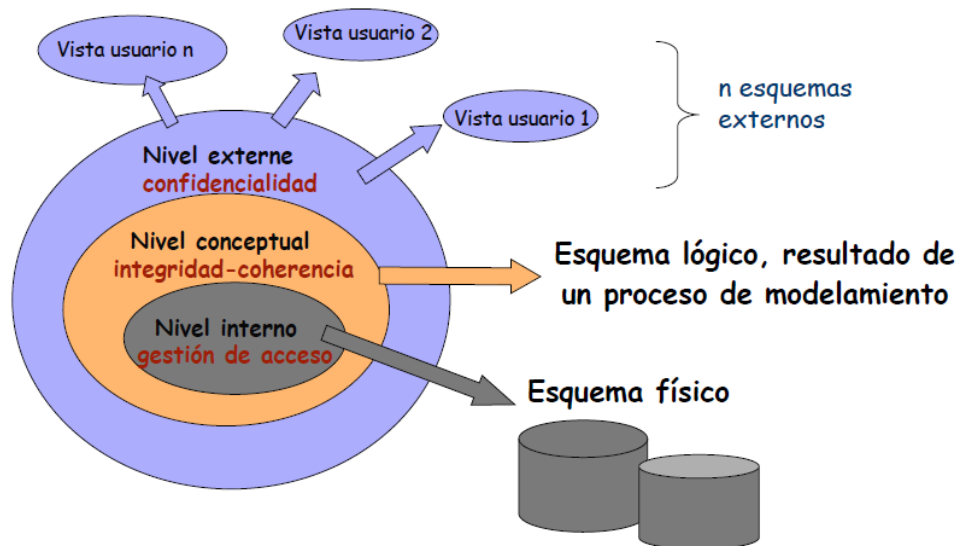 Vista usuario n
Vista usuario 2
Vista usuario 1
n esquemas
externos
Nivel externe
confidencialidad
Nivel conceptual
integridad-coherencia
Esquema lógico, resultado de
un proceso de modelamiento
Nivel interno
gestión de acceso
Esquema físico